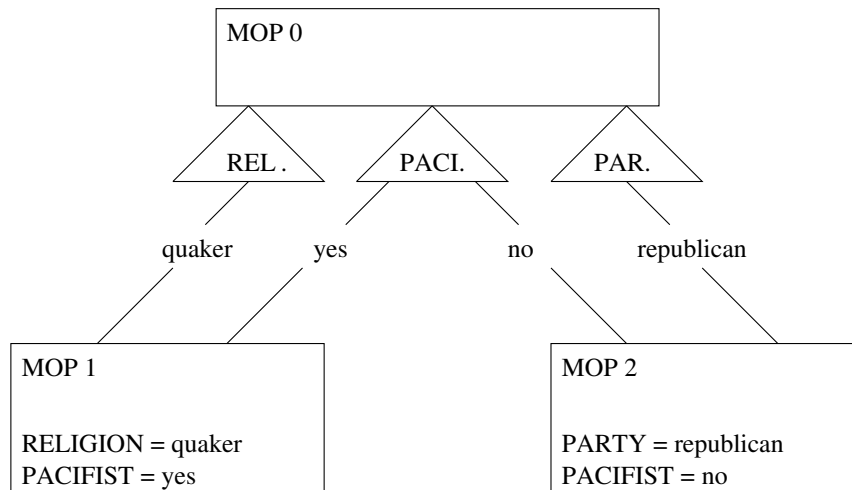 MOP 0
REL .
PACI.
PAR.
quaker
yes
no
republican
MOP 1
RELIGION = quaker
PACIFIST = yes
MOP 2
PARTY = republican
PACIFIST = no